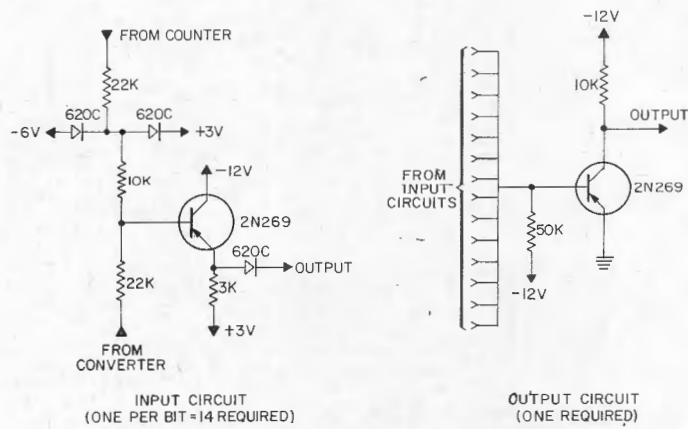 FROM COUNTER
22K
620C
620C
-6V
+3V
10K
-12V
2N269
620C
OUTPUT
22K
3K
+3V
FROM
CONVERTER
INPUT CIRCUIT
(ONE PER BIT = 14 REQUIRED)
-12V
10K
OUTPUT
FROM
INPUT
CIRCUITS
2N269
50K
-12V
OUTPUT CIRCUIT
(ONE REQUIRED)